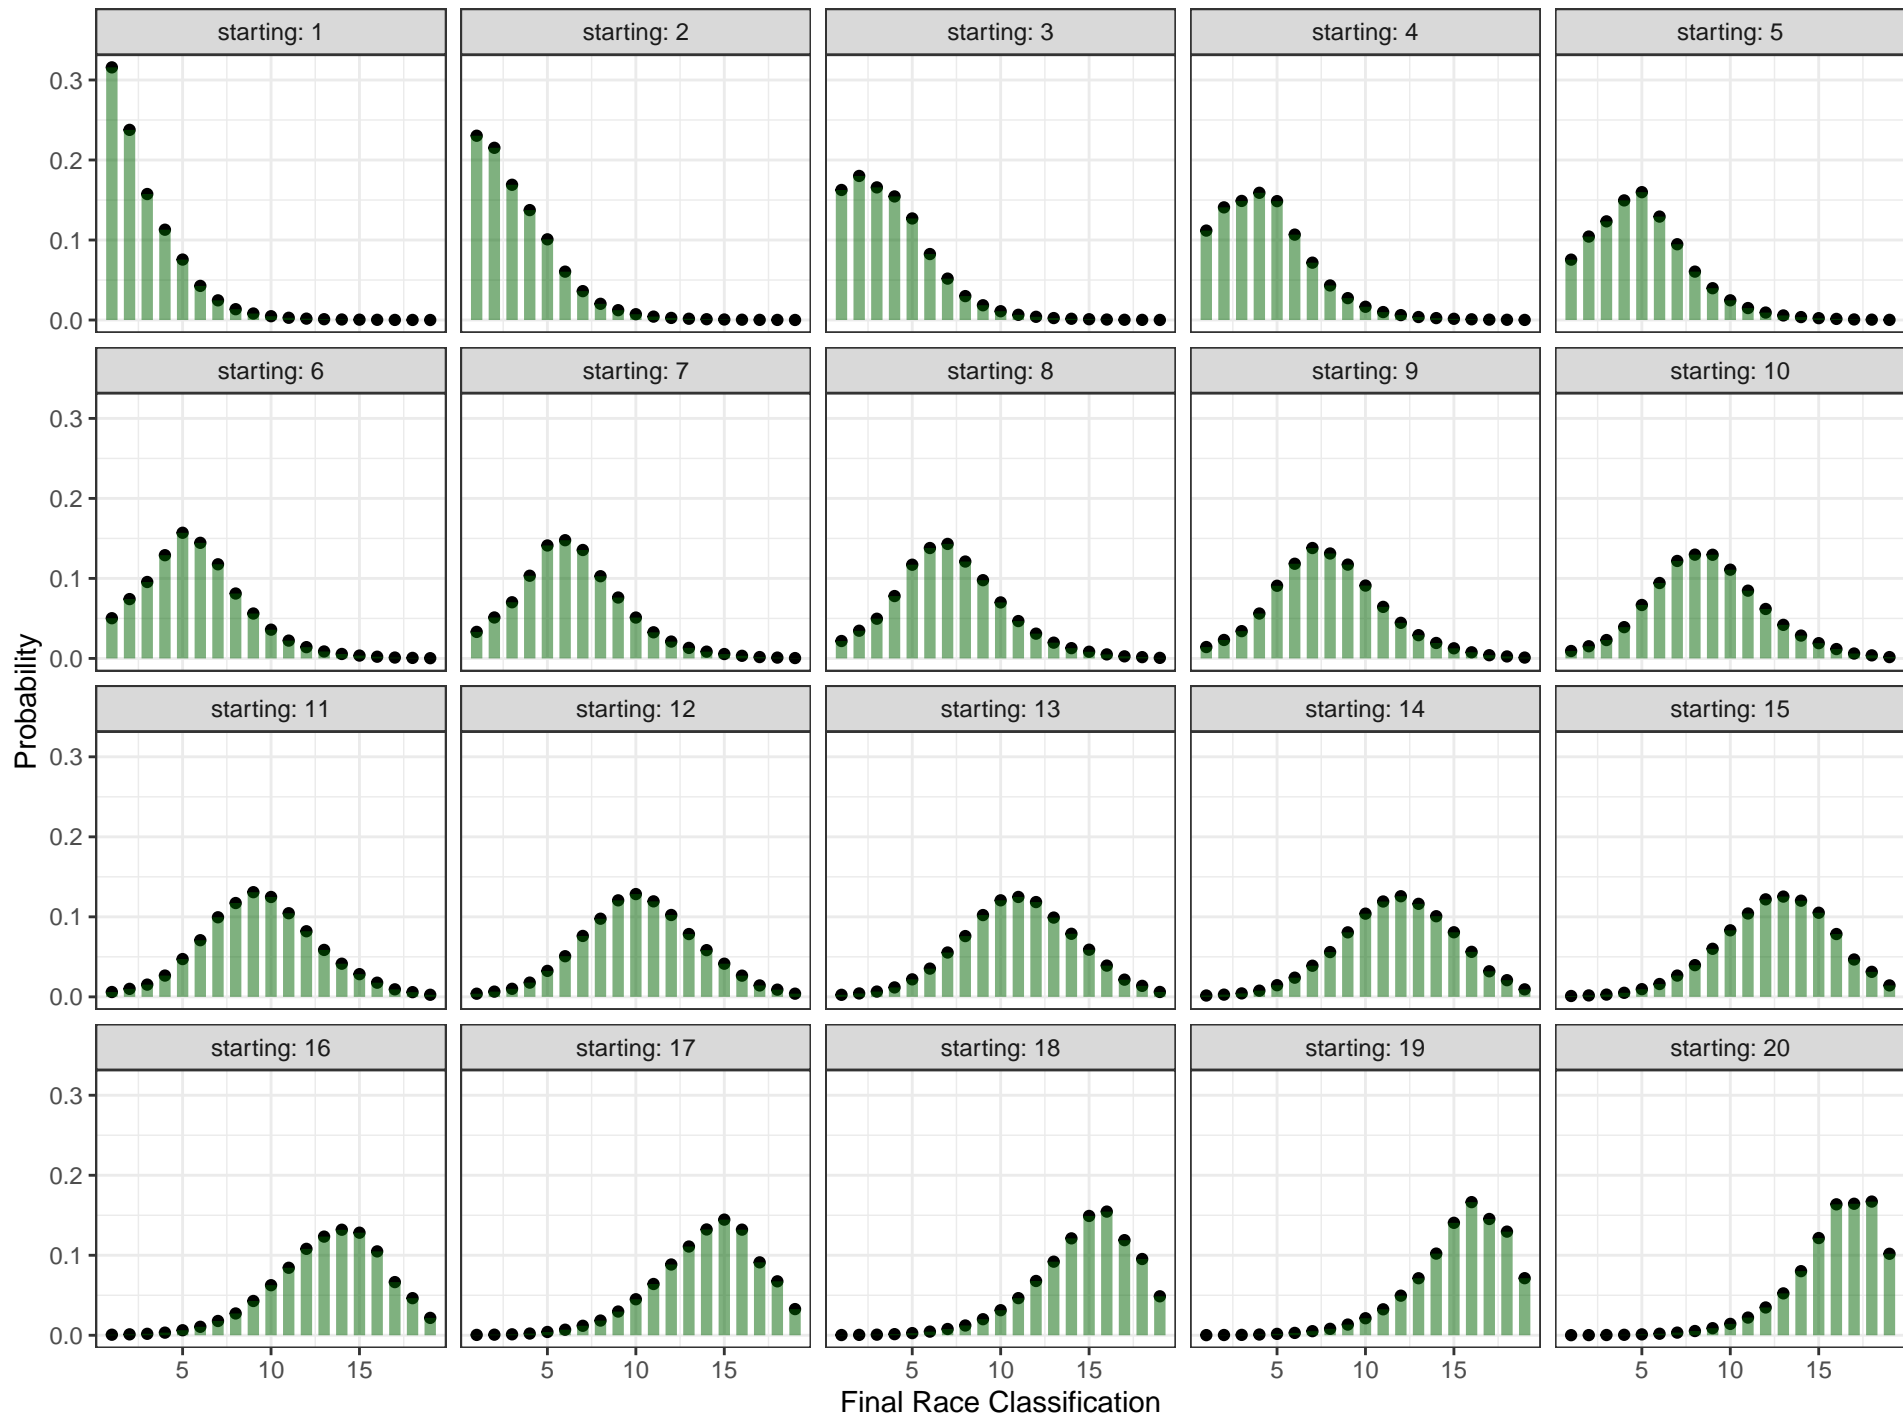 starting: 1
starting: 2
starting: 3
starting: 4
starting: 5
0.3
0.2
0.1
0.0
starting: 6
starting: 7
starting: 8
starting: 9
starting: 10
0.3
0.2
0.1
0.0
Probability
starting: 11
starting: 12
starting: 13
starting: 14
starting: 15
0.3
0.2
0.1
0.0
starting: 16
starting: 17
starting: 18
starting: 19
starting: 20
0.3
0.2
0.1
0.0
5 10 15
5 10 15
5 10 15
5 10 15
5 10 15
Final Race Classification